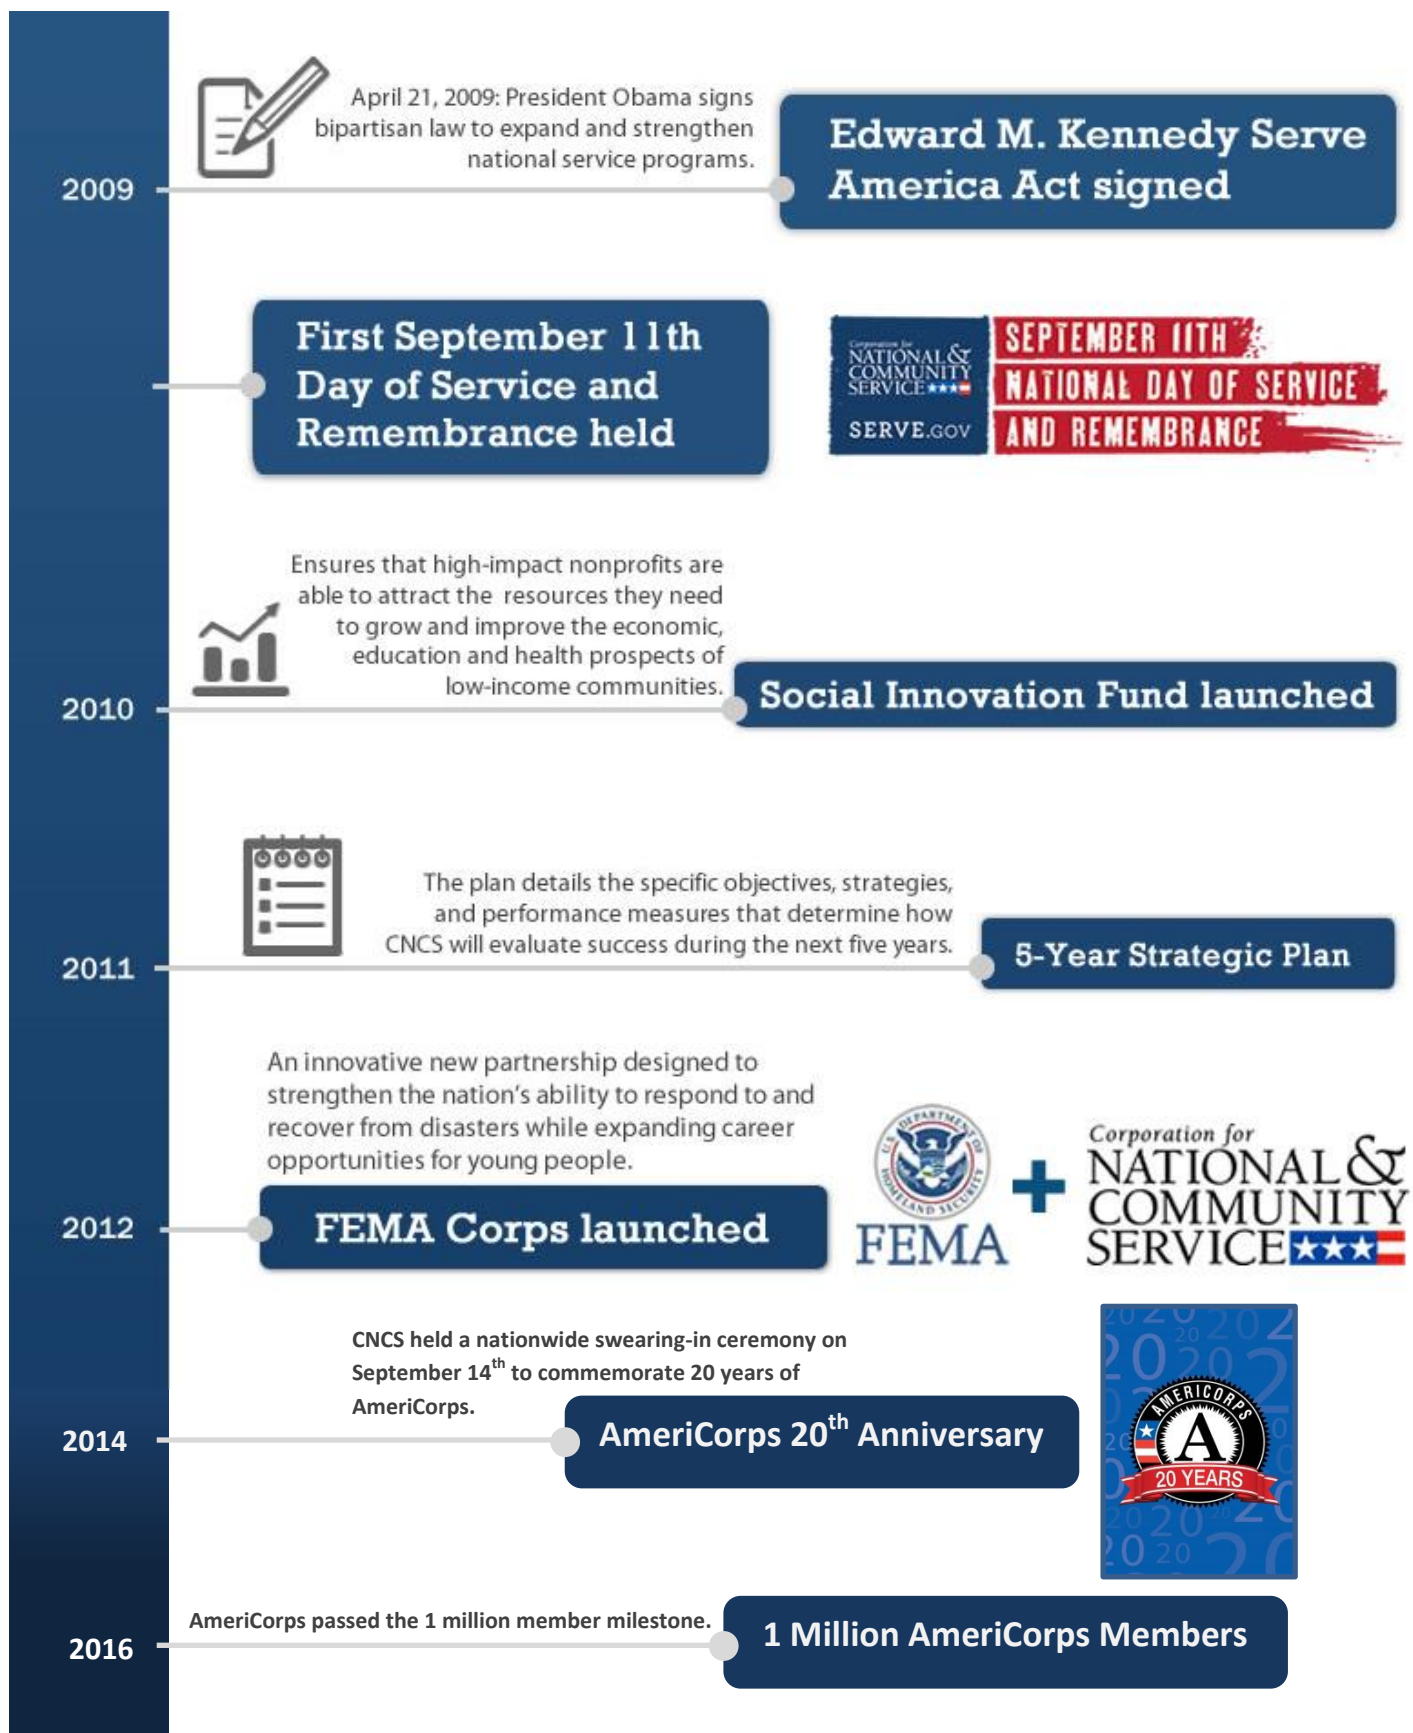 April 21, 2009: President Obama signs
bipartisan law to expand and strengthen
national service programs.
Edward M. Kennedy Serve
America Act signed
2009
First September 11th
Day of Service and
Remembrance held
Corporation for
NATIONAL &
COMMUNITY
SERVICE
SERVE.GOV
SEPTEMBER 11TH
NATIONAL DAY OF SERVICE
AND REMEMBRANCE
Ensures that high-impact nonprofits are
able to attract the resources they need
to grow and improve the economic,
education and health prospects of
low-income communities.
Social Innovation Fund launched
2010
The plan details the specific objectives, strategies,
and performance measures that determine how
CNCS will evaluate success during the next five years.
5-Year Strategic Plan
2011
An innovative new partnership designed to
strengthen the nation's ability to respond to and
recover from disasters while expanding career
opportunities for young people.
2012
FEMA Corps launched
U.S. DEPARTMENT OF HOMELAND SECURITY
FEMA
+
Corporation for
NATIONAL &
COMMUNITY
SERVICE
CNCS held a nationwide swearing-in ceremony on
September 14th to commemorate 20 years of
AmeriCorps.
2014
AmeriCorps 20th Anniversary
AMERICORPS
A
20 YEARS
AmeriCorps passed the 1 million member milestone.
2016
1 Million AmeriCorps Members